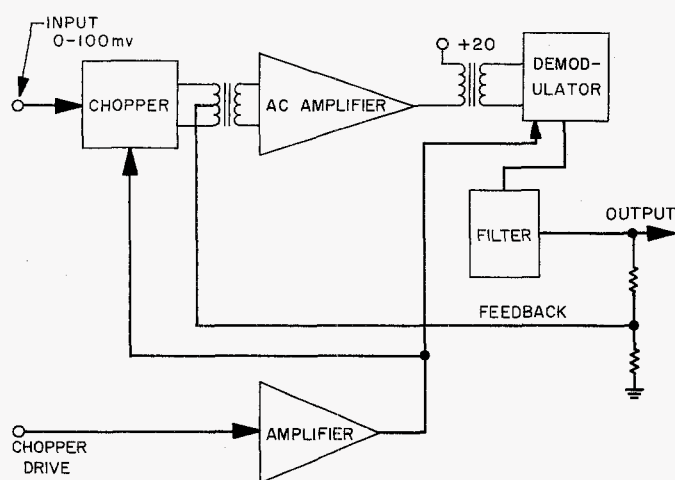 INPUT
0-100mv
CHOPPER
AC AMPLIFIER
+20
DEMOD-
ULATOR
FILTER
OUTPUT
FEEDBACK
AMPLIFIER
CHOPPER
DRIVE